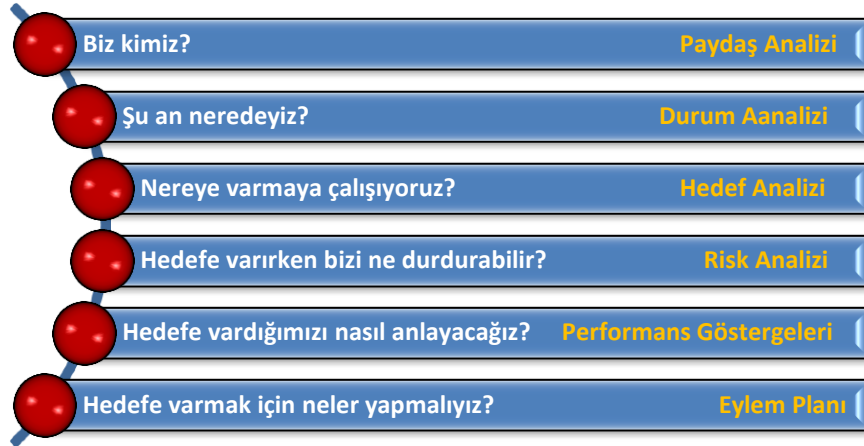 Biz kimiz? Paydaş Analizi
Şu an neredeyiz? Durum Aanalizi
Nereye varmaya çalışıyoruz? Hedef Analizi
Hedefe varırken bizi ne durdurabilir? Risk Analizi
Hedefe vardığımızı nasıl anlayacağız? Performans Göstergeleri
Hedefe varmak için neler yapmalıyız? Eylem Planı